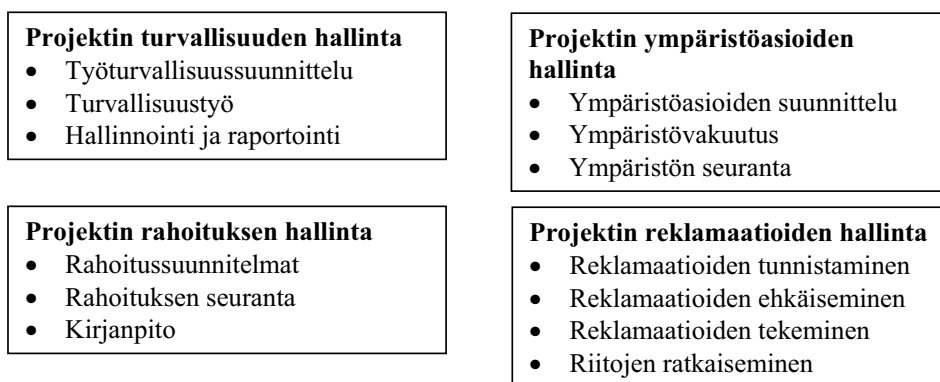 Projektin turvallisuuden hallinta
• Työturvallisuussuunnittelu
• Turvallisuustyö
• Hallinnointi ja raportointi
Projektin ympäristöasioiden
hallinta
• Ympäristöasioiden suunnittelu
• Ympäristövakuutus
• Ympäristön seuranta
Projektin rahoituksen hallinta
• Rahoitussuunnitelmat
• Rahoituksen seuranta
• Kirjanpito
Projektin reklamaatioiden hallinta
• Reklamaatioiden tunnistaminen
• Reklamaatioiden ehkäiseminen
• Reklamaatioiden tekeminen
• Riitojen ratkaiseminen